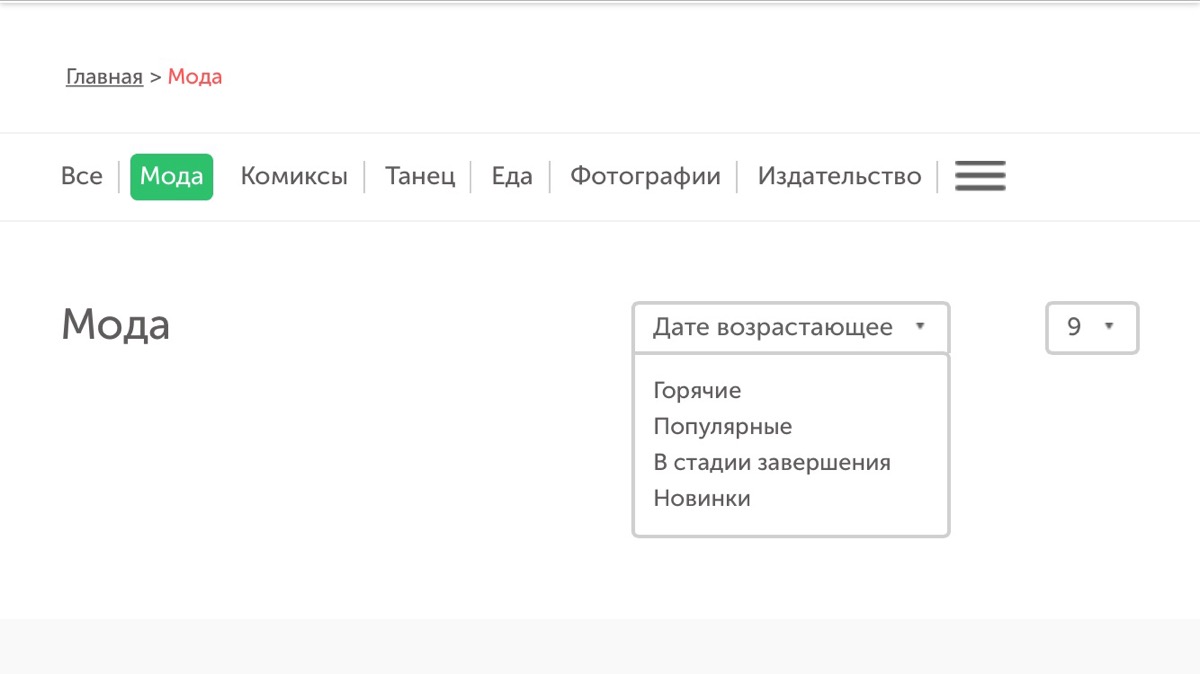 Главная > Мода
Все Мода Комиксы Танец Еда Фотографии Издательство
Мода
Дате возрастающее
9
Горячие
Популярные
В стадии завершения
Новинки